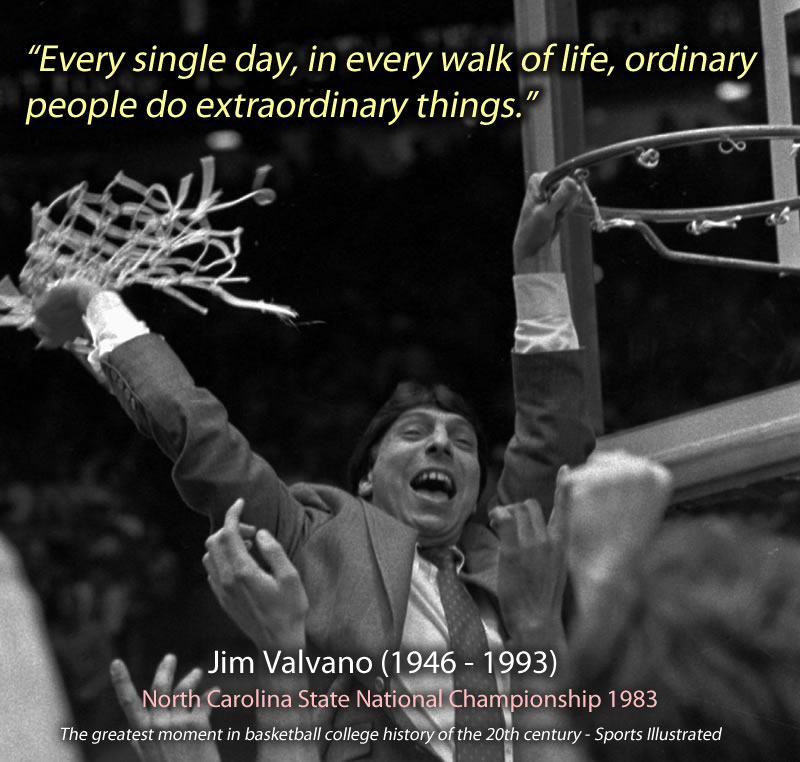 “Every single day, in every walk of life, ordinary
people do extraordinary things.”
Jim Valvano (1946 - 1993)
North Carolina State National Championship 1983
The greatest moment in basketball college history of the 20th century - Sports Illustrated